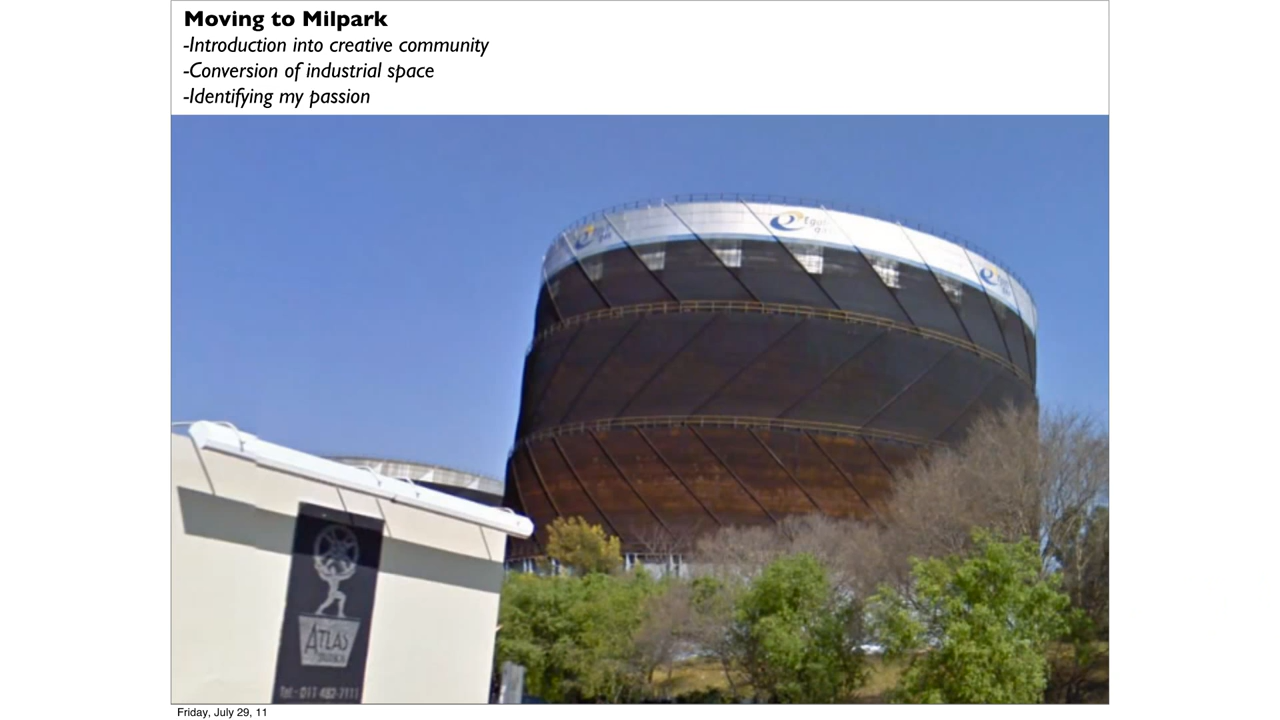 Moving to Milpark
-Introduction into creative community
-Conversion of industrial space
-Identifying my passion
ATLAS
Friday, July 29, 11